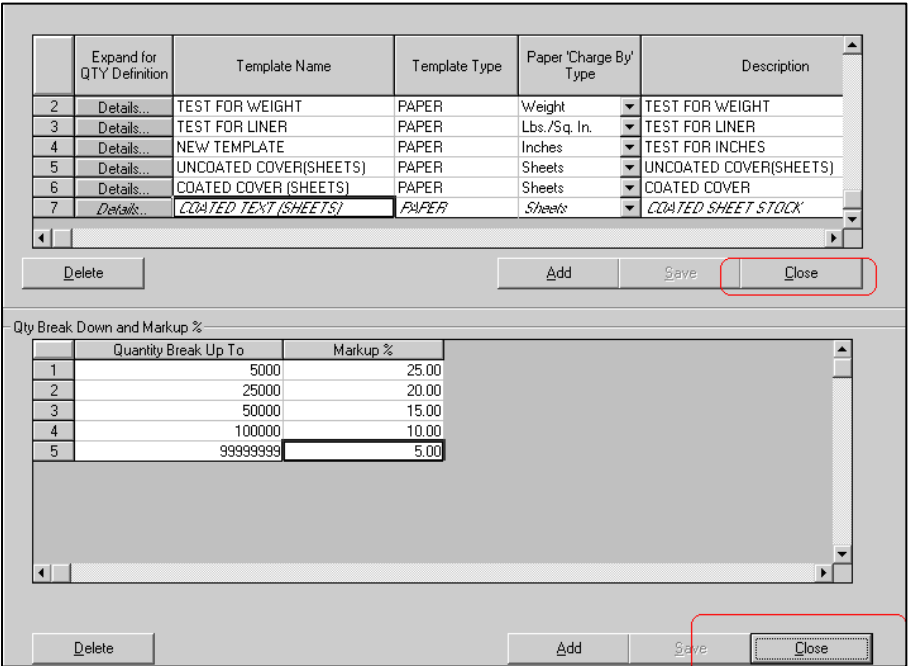 Expand for QTY Definition Template Name Template Type Paper 'Charge By' Type Description
2 Details... TEST FOR WEIGHT PAPER Weight TEST FOR WEIGHT
3 Details... TEST FOR LINER PAPER Lbs./Sq. In. TEST FOR LINER
4 Details... NEW TEMPLATE PAPER Inches TEST FOR INCHES
5 Details... UNCOATED COVER(SHEETS) PAPER Sheets UNCOATED COVER(SHEETS)
6 Details... COATED COVER (SHEETS) PAPER Sheets COATED COVER
7 Details... COATED TEXT (SHEETS) PAPER Sheets COATED SHEET STOCK
Delete Add Save Close
Qty Break Down and Markup %
Quantity Break Up To Markup %
1 5000 25.00
2 25000 20.00
3 50000 15.00
4 100000 10.00
5 99999999 5.00
Delete Add Save Close